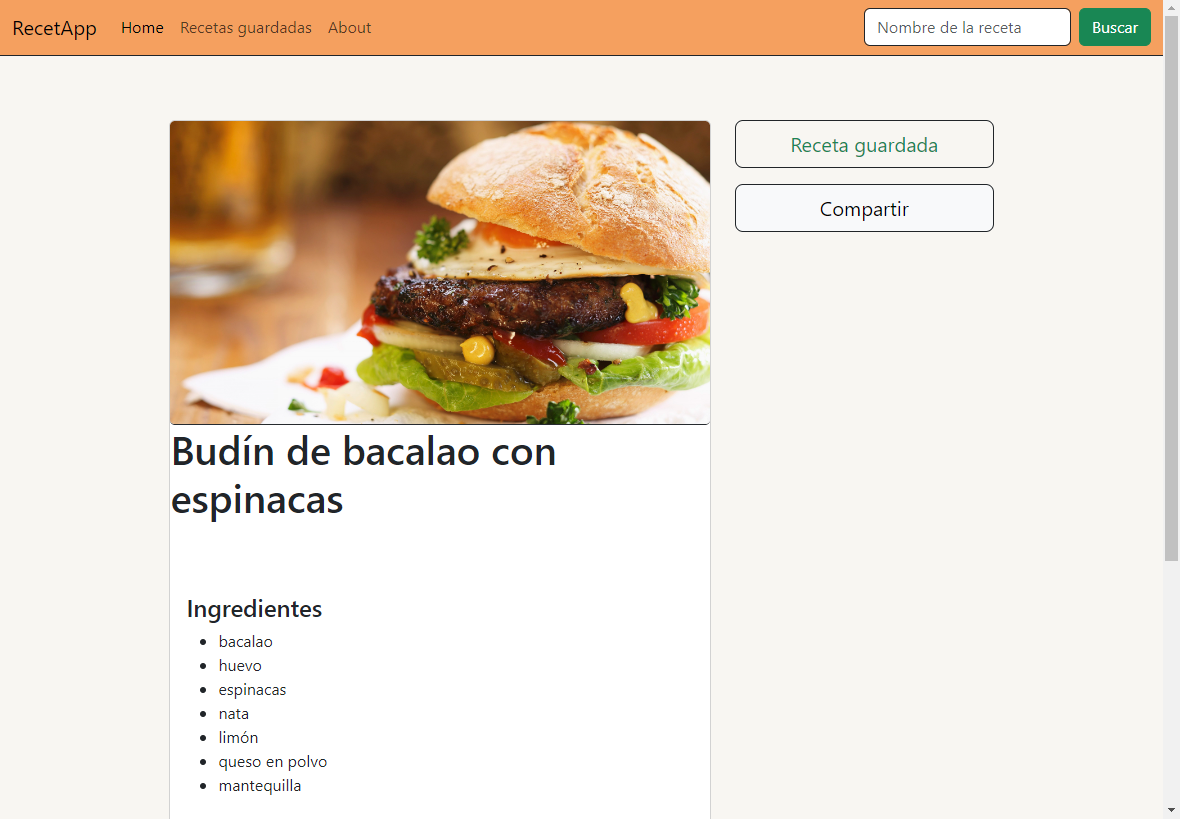 RecetApp Home Recetas guardadas About Nombre de la receta Buscar
Receta guardada
Compartir
Budín de bacalao con
espinacas
Ingredientes
bacalao
huevo
espinacas
nata
limón
queso en polvo
mantequilla